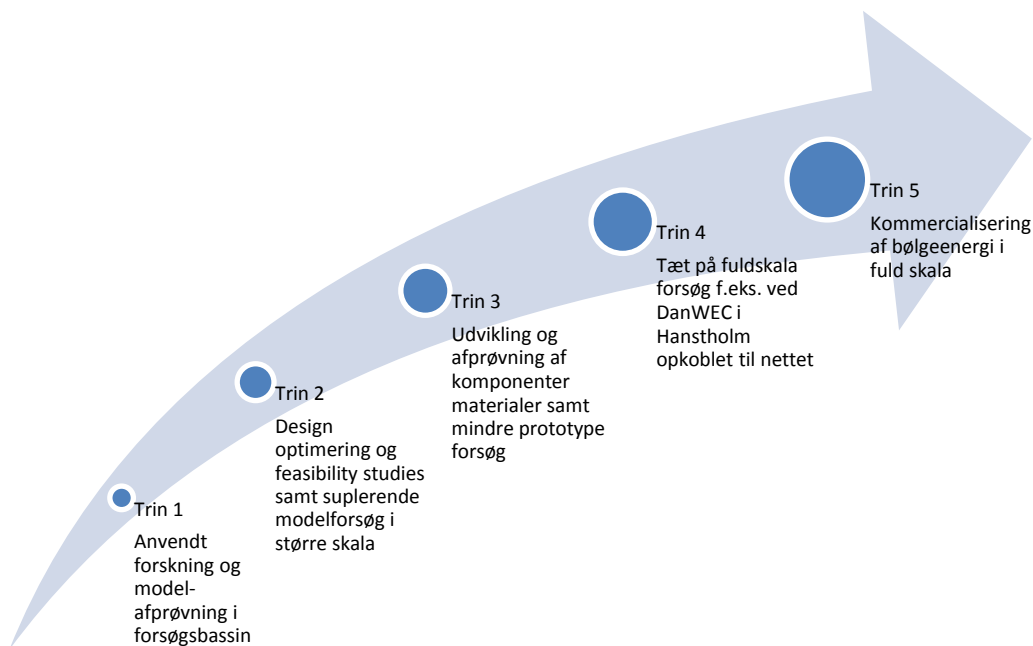 Trin 1
Anvendt
forskning og
model-
afprøvning i
forsøgsbassin
Trin 2
Design
optimering og
feasibility studies
samt suplerende
modelforsøg i
større skala
Trin 3
Udvikling og
afprøvning af
komponenter
materialer samt
mindre prototype
forsøg
Trin 4
Tæt på fuldskala
forsøg f.eks. ved
DanWEC i
Hanstholm
opkoblet til nettet
Trin 5
Kommercialisering
af bølgeenergi i
fuld skala